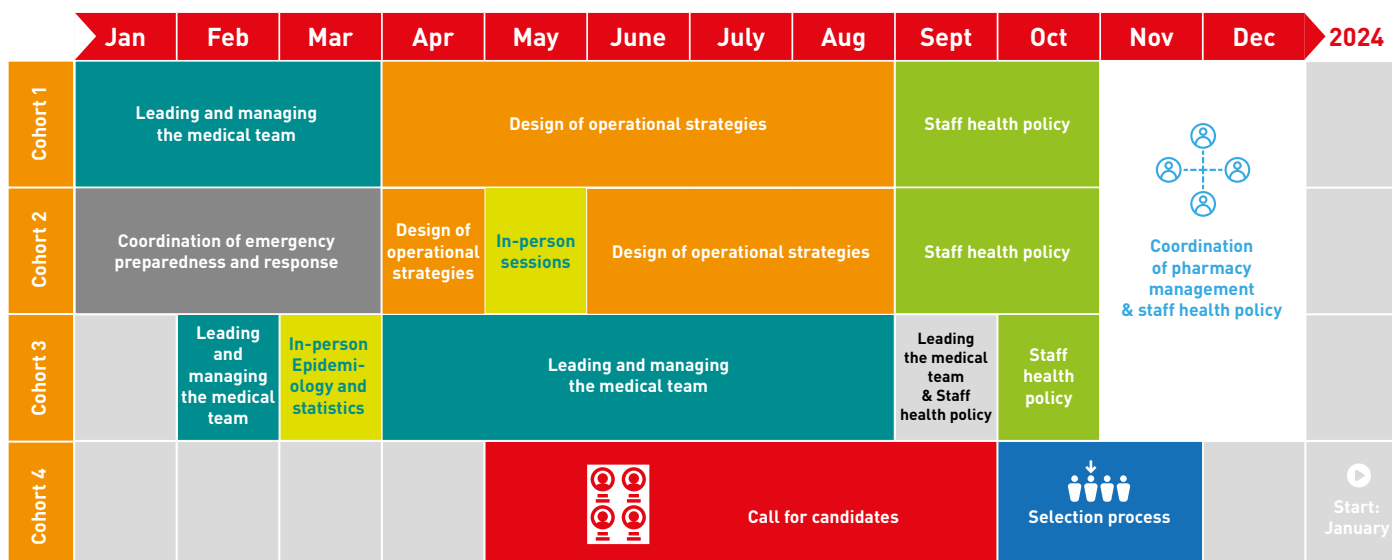 Jan
Feb
Mar
Apr
May
June
July
Aug
Sept
Oct
Nov
Dec
2024
Cohort 1
Leading and managing
the medical team
Design of operational strategies
Staff health policy
Coordination
of pharmacy
management
& staff health policy
Cohort 2
Coordination of emergency
preparedness and response
Design of
operational
strategies
In-person
sessions
Design of operational strategies
Staff health policy
Cohort 3
Leading
and
managing
the medical
team
In-person
Epidemi-
ology and
statistics
Leading and managing
the medical team
Leading
the medical
team
& Staff
health policy
Staff
health
policy
Cohort 4
Call for candidates
Selection process
Start:
January